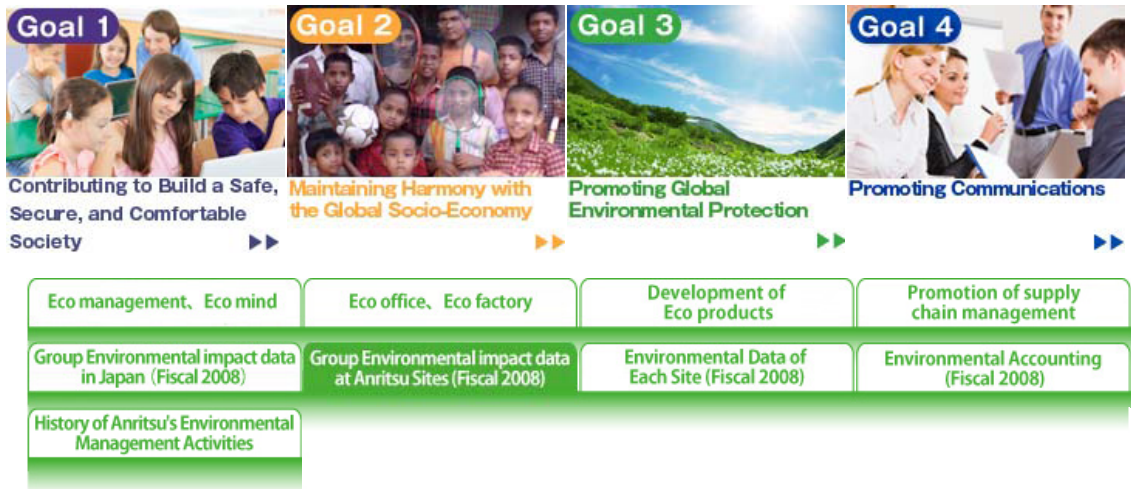 Goal 1
Goal 2
Goal 3
Goal 4
Contributing to Build a Safe,
Secure, and Comfortable
Society
Maintaining Harmony with
the Global Socio-Economy
Promoting Global
Environmental Protection
Promoting Communications
Eco management、Eco mind
Eco office、Eco factory
Development of
Eco products
Promotion of supply
chain management
Group Environmental impact data
in Japan（Fiscal 2008）
Group Environmental impact data
at Anritsu Sites (Fiscal 2008)
Environmental Data of
Each Site (Fiscal 2008)
Environmental Accounting
(Fiscal 2008)
History of Anritsu's Environmental
Management Activities